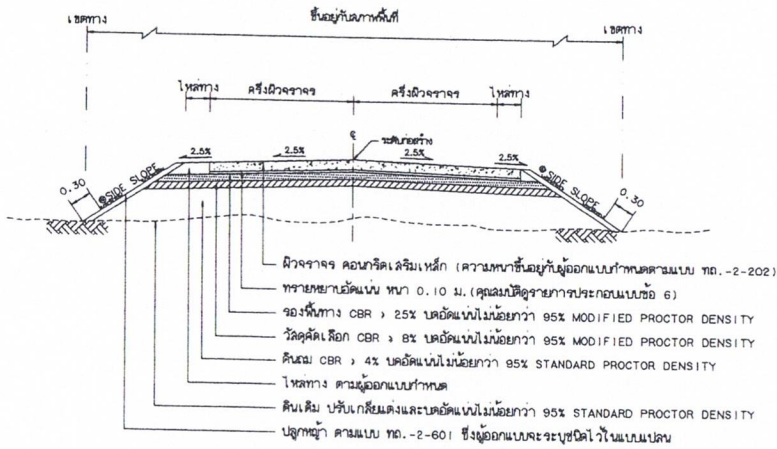 ขึ้นอยู่กับสภาพพื้นที่
เขตทาง
เขตทาง
ไหล่ทาง ครึ่งผิวจราจร ครึ่งผิวจราจร ไหล่ทาง
ระดับก่อสร้าง
2.5% 2.5% 2.5% 2.5%
0.30 SIDE SLOPE SIDE SLOPE 0.30
ผิวจราจร คอนกรีตเสริมเหล็ก (ความหนาขึ้นอยู่กับผู้ออกแบบกำหนดตามแบบ ทถ.-2-202)
ทรายหยาบอัดแน่น หนา 0.10 ม.(คุณสมบัติดูรายการประกอบแบบข้อ 6)
รองพื้นทาง CBR > 25% บดอัดแน่นไม่น้อยกว่า 95% MODIFIED PROCTOR DENSITY
วัสดุคัดเลือก CBR > 8% บดอัดแน่นไม่น้อยกว่า 95% MODIFIED PROCTOR DENSITY
ดินถม CBR > 4% บดอัดแน่นไม่น้อยกว่า 95% STANDARD PROCTOR DENSITY
ไหล่ทาง ตามผู้ออกแบบกำหนด
ดินเดิม ปรับเกลี่ยแต่งและบดอัดแน่นไม่น้อยกว่า 95% STANDARD PROCTOR DENSITY
ปลูกหญ้า ตามแบบ ทถ.-2-601 ซึ่งผู้ออกแบบจะระบุชนิดไว้ในแบบแปลน